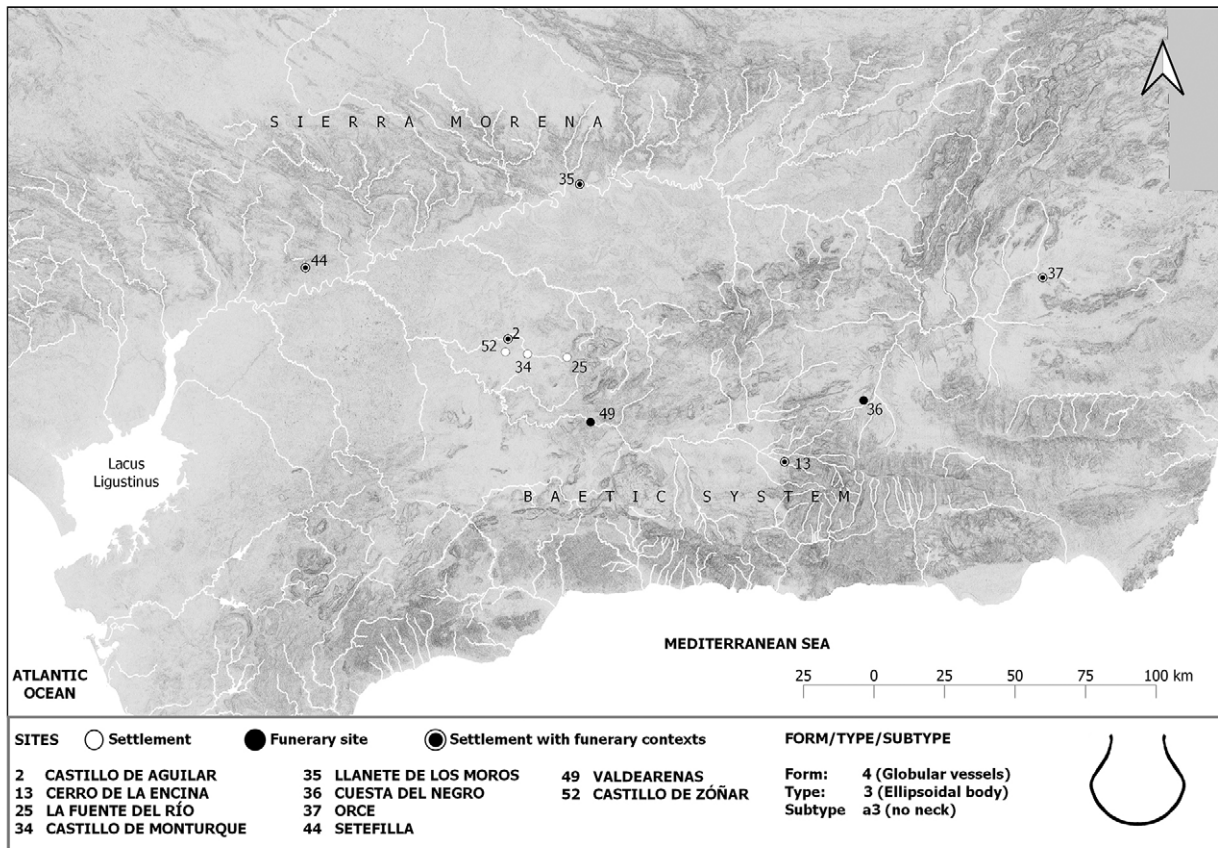 SIERRA MORENA
35
44
37
2
52
34
25
36
49
13
Lacus
Ligustinus
BAETIC SYSTEM
MEDITERRANEAN SEA
ATLANTIC
OCEAN
25 0 25 50 75 100 km
SITES Settlement Funerary site Settlement with funerary contexts
2 CASTILLO DE AGUILAR
13 CERRO DE LA ENCINA
25 LA FUENTE DEL RÍO
34 CASTILLO DE MONTURQUE
35 LLANETE DE LOS MOROS
36 CUESTA DEL NEGRO
37 ORCE
44 SETEFILLA
49 VALDEARENAS
52 CASTILLO DE ZÓÑAR
FORM/TYPE/SUBTYPE
Form: 4 (Globular vessels)
Type: 3 (Ellipsoidal body)
Subtype a3 (no neck)